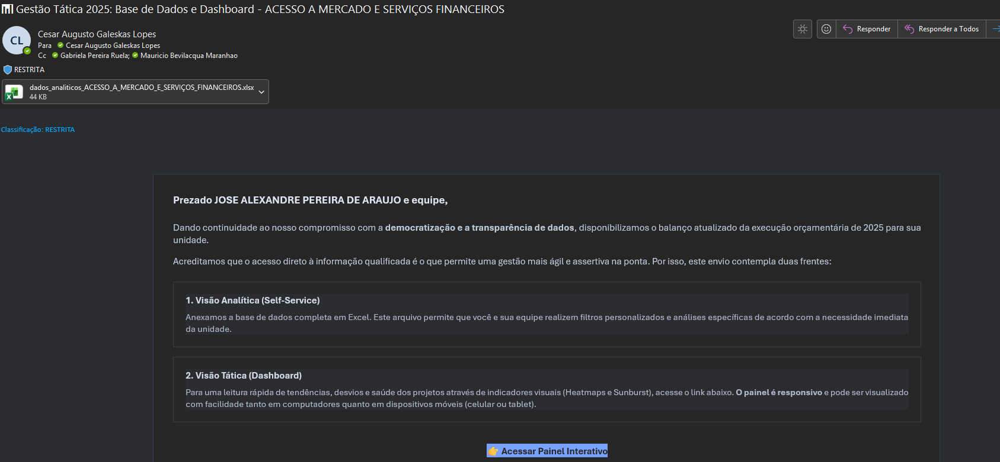 Gestão Tática 2025: Base de Dados e Dashboard - ACESSO A MERCADO E SERVIÇOS FINANCEIROS
CL
Cesar Augusto Galeskas Lopes
Para Cesar Augusto Galeskas Lopes
Cc Gabriela Pereira Ruela; Mauricio Bevilacqua Maranhao
Responder
Responder a Todos
RESTRITA
dados_analiticos_ACESSO_A_MERCADO_E_SERVIÇOS_FINANCEIROS.xlsx
44 KB
Classificação: RESTRITA
Prezado JOSE ALEXANDRE PEREIRA DE ARAUJO e equipe,
Dando continuidade ao nosso compromisso com a democratização e a transparência de dados, disponibilizamos o balanço atualizado da execução orçamentária de 2025 para sua
unidade.
Acreditamos que o acesso direto à informação qualificada é o que permite uma gestão mais ágil e assertiva na ponta. Por isso, este envio contempla duas frentes:
1. Visão Analítica (Self-Service)
Anexamos a base de dados completa em Excel. Este arquivo permite que você e sua equipe realizem filtros personalizados e análises específicas de acordo com a necessidade imediata
da unidade.
2. Visão Tática (Dashboard)
Para uma leitura rápida de tendências, desvios e saúde dos projetos através de indicadores visuais (Heatmaps e Sunburst), acesse o link abaixo. O painel é responsivo e pode ser visualizado
com facilidade tanto em computadores quanto em dispositivos móveis (celular ou tablet).
👉 Acessar Painel Interativo